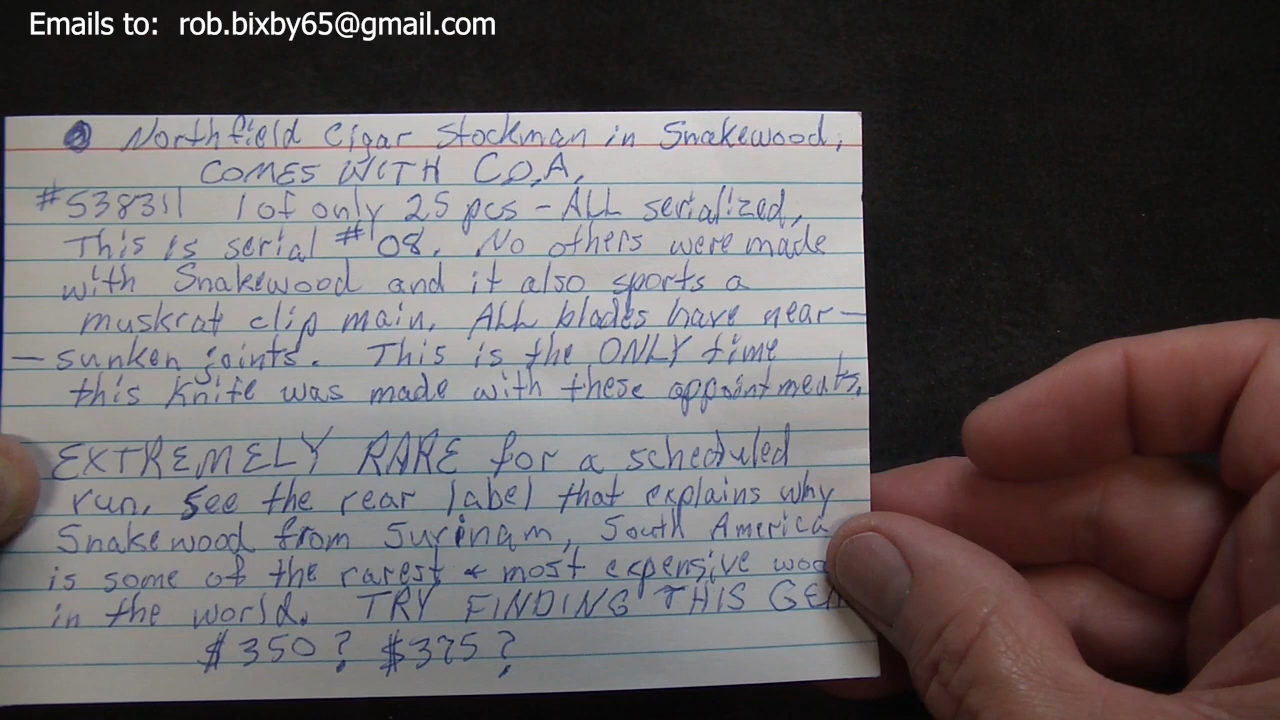 Emails to: rob.bixby65@gmail.com
Northfield Cigar Stockman in Snakewood;
COMES WITH C.O.A.
#538311 1 of only 25 pcs - ALL serialized.
This is serial #08. No others were made
with Snakewood and it also sports a
muskrat clip main. ALL blades have near-
- sunken joints. This is the ONLY time
this knife was made with these appointments.
EXTREMELY RARE for a scheduled
run. See the rear label that explains why
Snakewood from Surinam, South America
is some of the rarest & most expensive
in the world. TRY FINDING THIS
$350? $375?